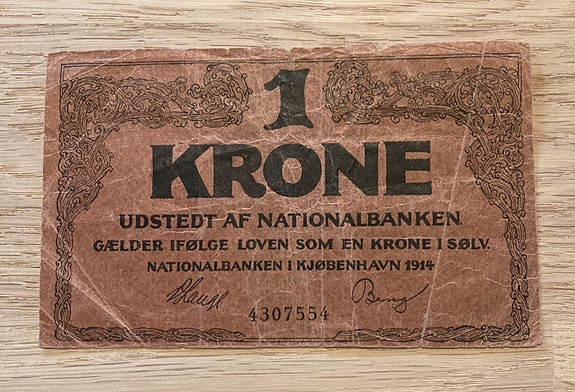 1
KRONE
UDSTEDT AF NATIONALBANKEN.
GÆLDER IFØLGE LOVEN SOM EN KRONE I SØLV.
NATIONALBANKEN I KJØBENHAVN 1914
4307554